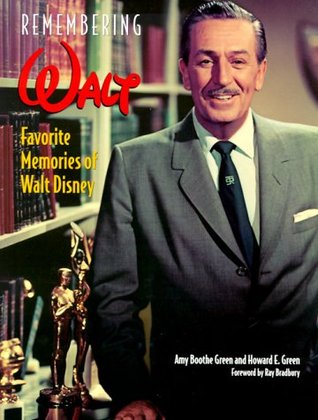 REMEMBERING
WALT
Favorite
Memories of
Walt Disney
Amy Boothe Green and Howard E. Green
Foreword by Ray Bradbury